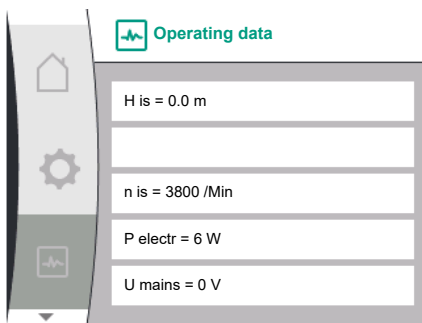 Operating data
H is = 0.0 m
n is = 3800 /Min
P electr = 6 W
U mains = 0 V